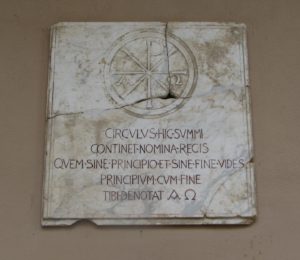 CIRCVLVS·HIC·SVMMI
CONTINET·NOMINA·REGIS
QVEM·SINE·PRINCIPIO·ET·SINE·FINE·VIDES
PRINCIPIVM·CVM·FINE
TIBI·DENOTAT Α Ω